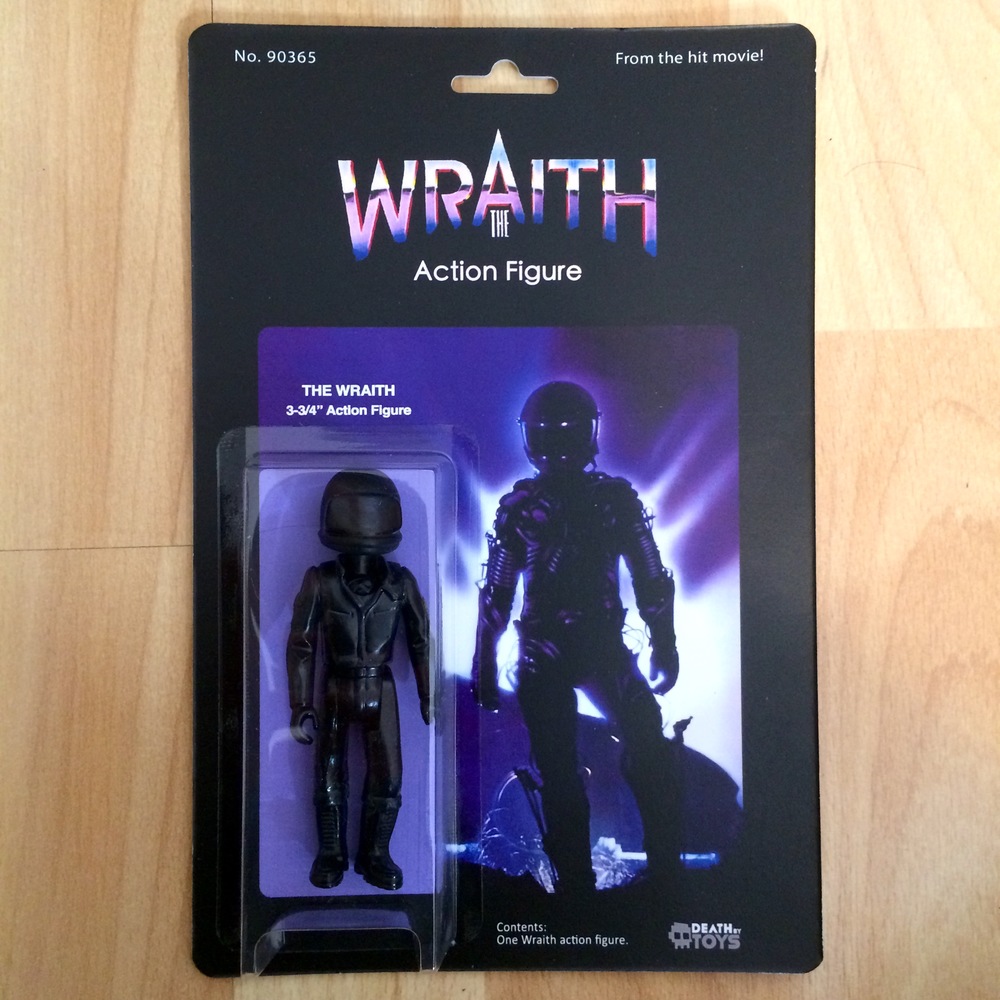 No. 90365
From the hit movie!
WRAITH
THE
Action Figure
THE WRAITH
3-3/4" Action Figure
Contents:
One Wraith action figure.
DEATH BY
TOYS